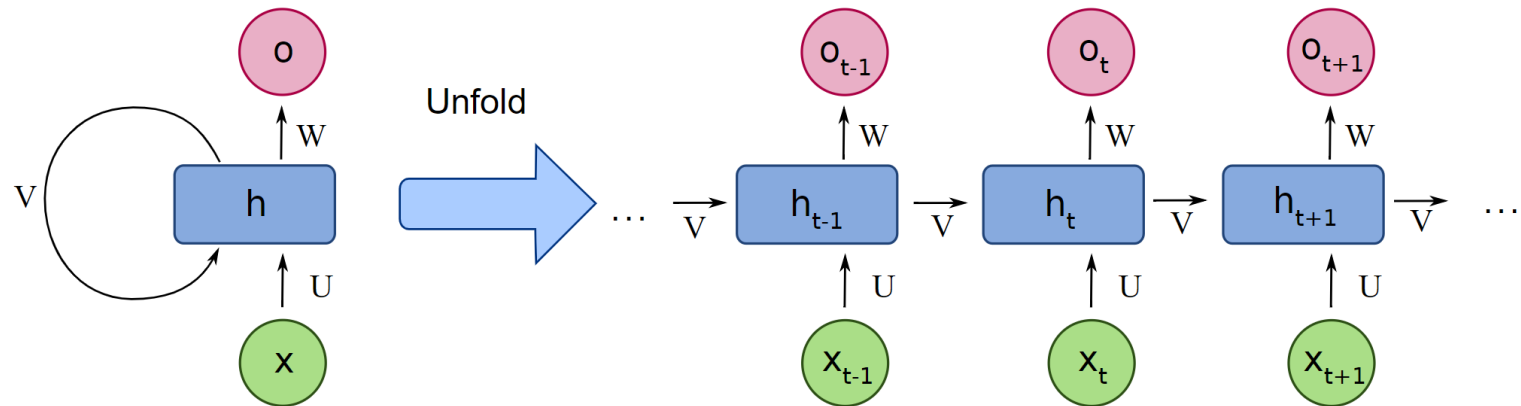 o
W
V
h
U
x
Unfold
...
V
o_{t-1}
W
h_{t-1}
U
x_{t-1}
V
o_t
W
h_t
U
x_t
V
o_{t+1}
W
h_{t+1}
U
x_{t+1}
V
...